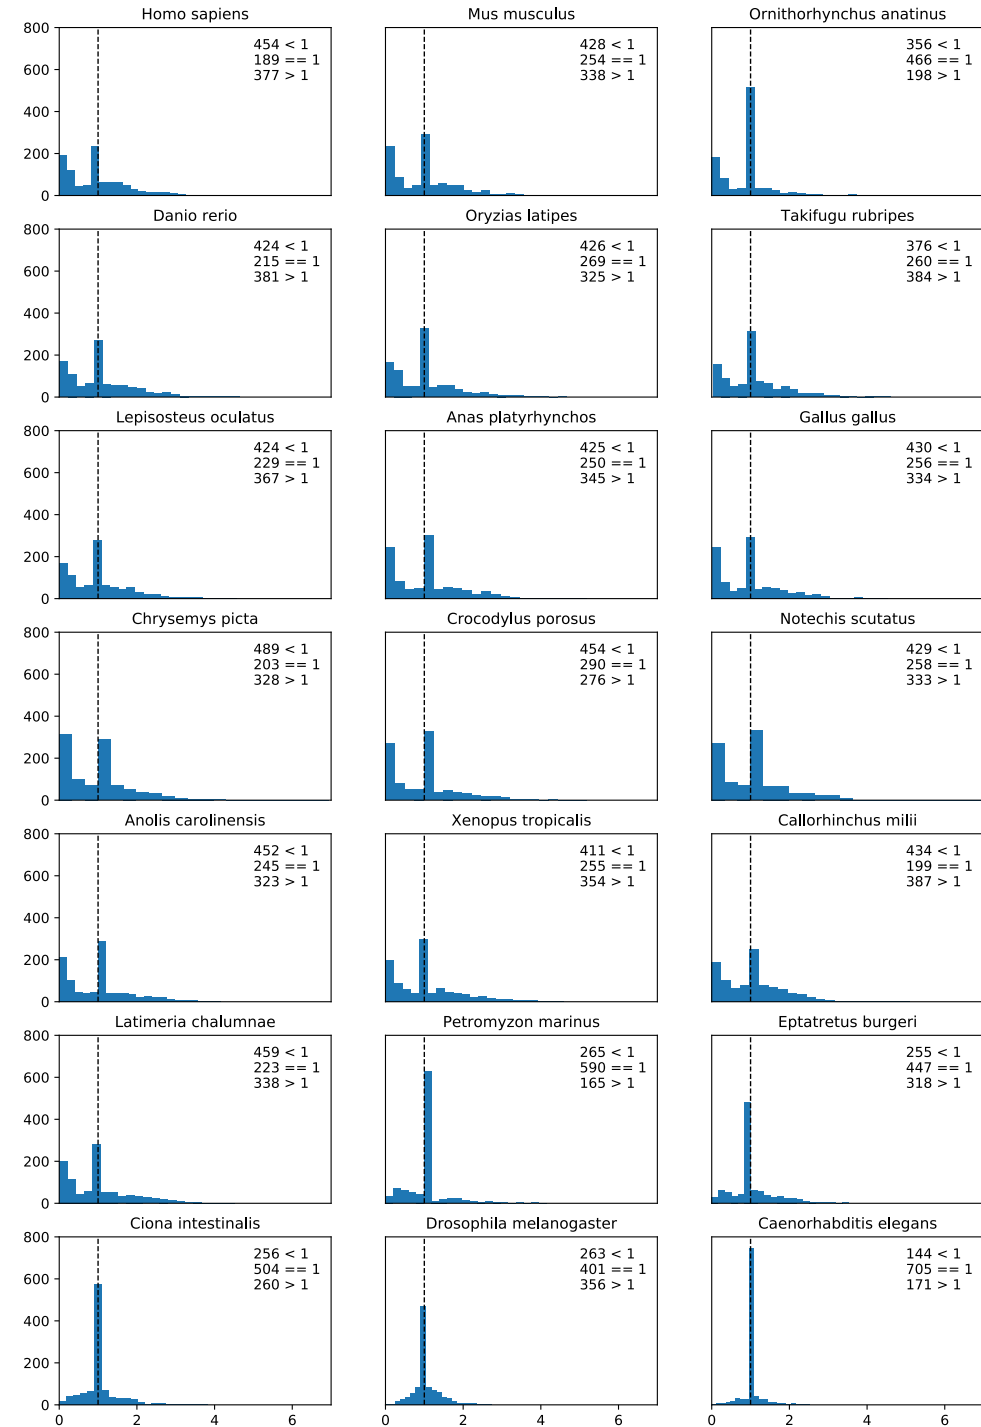 Homo sapiens
Mus musculus
Ornithorhynchus anatinus
800
600
400
200
0
454 < 1
189 == 1
377 > 1
428 < 1
254 == 1
338 > 1
356 < 1
466 == 1
198 > 1
Danio rerio
Oryzias latipes
Takifugu rubripes
800
600
400
200
0
424 < 1
215 == 1
381 > 1
426 < 1
269 == 1
325 > 1
376 < 1
260 == 1
384 > 1
Lepisosteus oculatus
Anas platyrhynchos
Gallus gallus
800
600
400
200
0
424 < 1
229 == 1
367 > 1
425 < 1
250 == 1
345 > 1
430 < 1
256 == 1
334 > 1
Chrysemys picta
Crocodylus porosus
Notechis scutatus
800
600
400
200
0
489 < 1
203 == 1
328 > 1
454 < 1
290 == 1
276 > 1
429 < 1
258 == 1
333 > 1
Anolis carolinensis
Xenopus tropicalis
Callorhinchus milii
800
600
400
200
0
452 < 1
245 == 1
323 > 1
411 < 1
255 == 1
354 > 1
434 < 1
199 == 1
387 > 1
Latimeria chalumnae
Petromyzon marinus
Eptatretus burgeri
800
600
400
200
0
459 < 1
223 == 1
338 > 1
265 < 1
590 == 1
165 > 1
255 < 1
447 == 1
318 > 1
Ciona intestinalis
Drosophila melanogaster
Caenorhabditis elegans
800
600
400
200
0
256 < 1
504 == 1
260 > 1
263 < 1
401 == 1
356 > 1
144 < 1
705 == 1
171 > 1
0 2 4 6
0 2 4 6
0 2 4 6